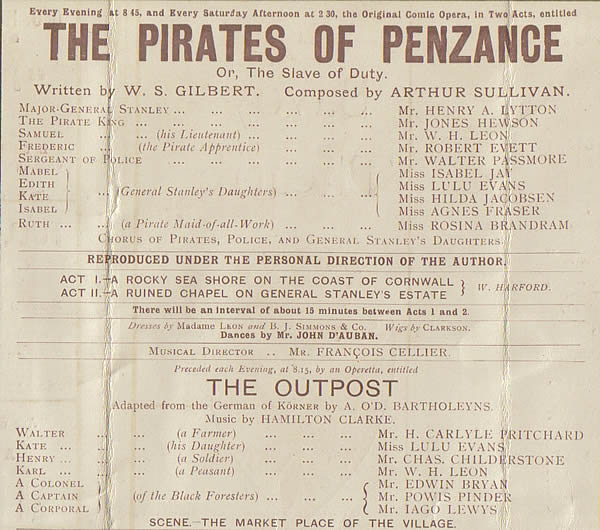 Every Evening at 8 45, and Every Saturday Afternoon at 2 30, the Original Comic Opera, in Two Acts, entitled
THE PIRATES OF PENZANCE
Or, The Slave of Duty.
Written by W. S. GILBERT. Composed by ARTHUR SULLIVAN.
Major-General Stanley ... ... ... ... ... ... Mr. HENRY A. LYTTON
The Pirate King ... ... ... ... ... ... Mr. JONES HEWSON
Samuel ... ... (his Lieutenant) ... ... ... ... Mr. W. H. LEON
Frederic ... (the Pirate Apprentice) ... ... ... Mr. ROBERT EVETT
Sergeant of Police ... ... ... ... ... ... Mr. WALTER PASSMORE
Mabel Miss ISABEL JAY
Edith Miss LULU EVANS
Kate ... (General Stanley's Daughters) ... ... ... Miss HILDA JACOBSEN
Isabel Miss AGNES FRASER
Ruth ... ... (a Pirate Maid-of-all-Work) ... ... ... Miss ROSINA BRANDRAM
Chorus of Pirates, Police, and General Stanley's Daughters
REPRODUCED UNDER THE PERSONAL DIRECTION OF THE AUTHOR.
ACT I.—A ROCKY SEA SHORE ON THE COAST OF CORNWALL
ACT II.—A RUINED CHAPEL ON GENERAL STANLEY'S ESTATE
W. HARFORD.
There will be an interval of about 15 minutes between Acts 1 and 2.
Dresses by Madame Leon and B. J. Simmons & Co. Wigs by Clarkson.
Dances by Mr. JOHN D'AUBAN.
Musical Director .. Mr. FRANÇOIS CELLIER.
Preceded each Evening, at 8.15, by an Operetta, entitled
THE OUTPOST
Adapted from the German of Körner by A. O'D. BARTHOLEYNS.
Music by HAMILTON CLARKE.
Walter ... ... (a Farmer) ... ... ... Mr. H. CARLYLE PRITCHARD
Kate ... ... (his Daughter) ... ... ... Miss LULU EVANS
Henry ... ... (a Soldier) ... ... ... Mr. CHAS. CHILDERSTONE
Karl ... ... (a Peasant) ... ... ... Mr. W. H. LEON
A Colonel Mr. EDWIN BRYAN
A Captain (of the Black Foresters) ... ... Mr. POWIS PINDER
A Corporal Mr. IAGO LEWYS
SCENE.—THE MARKET PLACE OF THE VILLAGE.